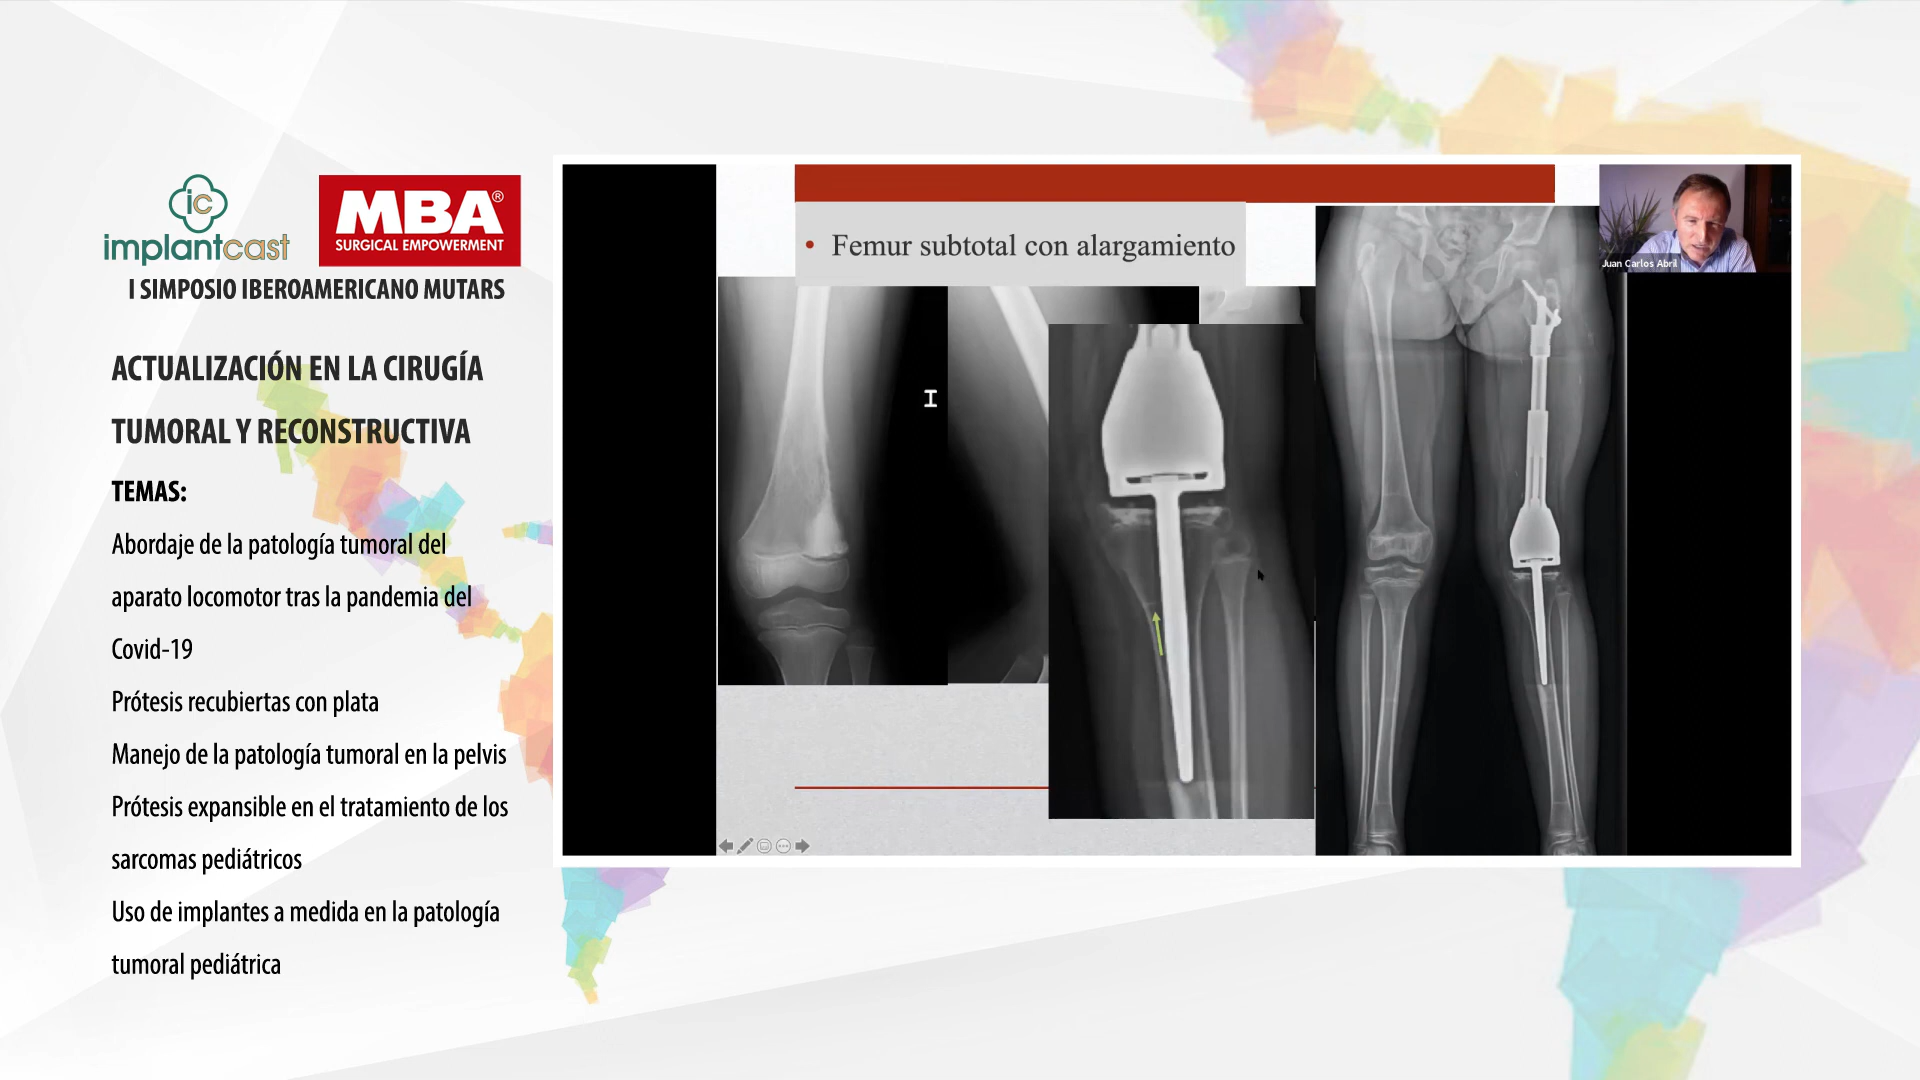 ic
implantcast
MBA®
SURGICAL EMPOWERMENT
I SIMPOSIO IBEROAMERICANO MUTARS
ACTUALIZACIÓN EN LA CIRUGÍA
TUMORAL Y RECONSTRUCTIVA
TEMAS:
Abordaje de la patología tumoral del
aparato locomotor tras la pandemia del
Covid-19
Prótesis recubiertas con plata
Manejo de la patología tumoral en la pelvis
Prótesis expansible en el tratamiento de los
sarcomas pediátricos
Uso de implantes a medida en la patología
tumoral pediátrica
• Femur subtotal con alargamiento
I
Juan Carlos Abril